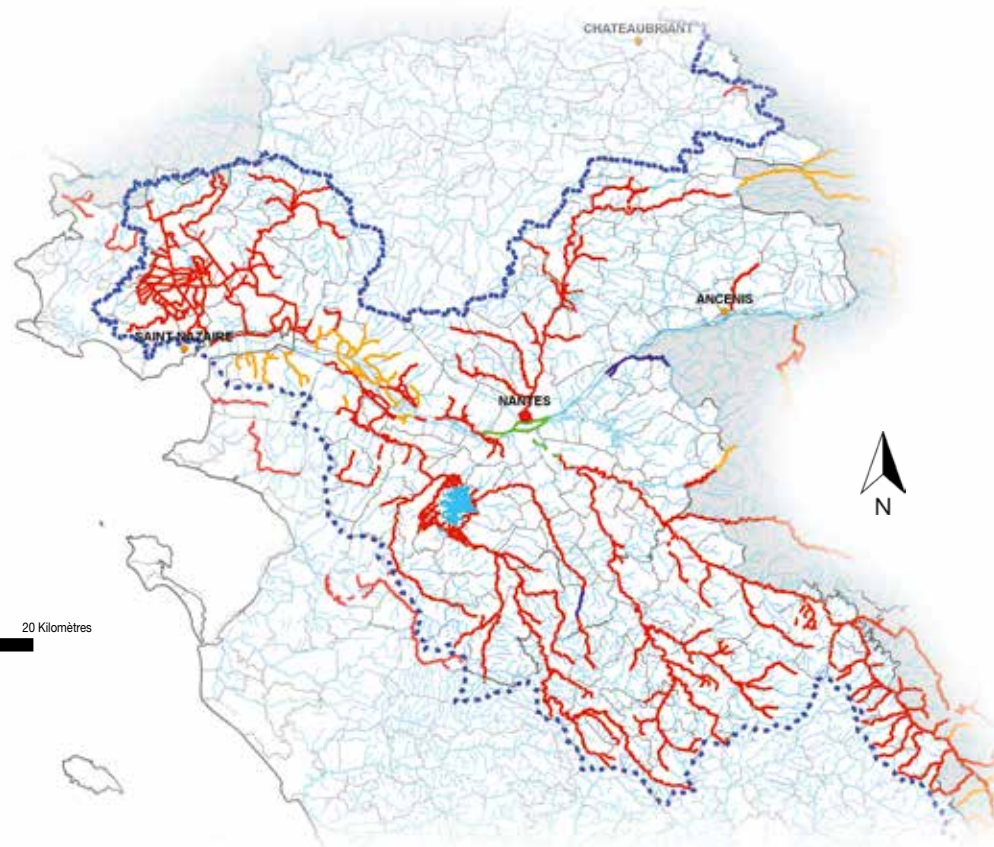 CHATEAUBRIANT
ANCENIS
SAINT-NAZAIRE
NANTES
N
20 Kilomètres